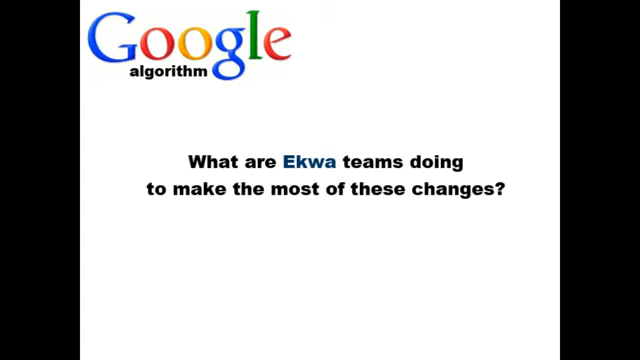 Google
algorithm
What are Ekwa teams doing
to make the most of these changes?